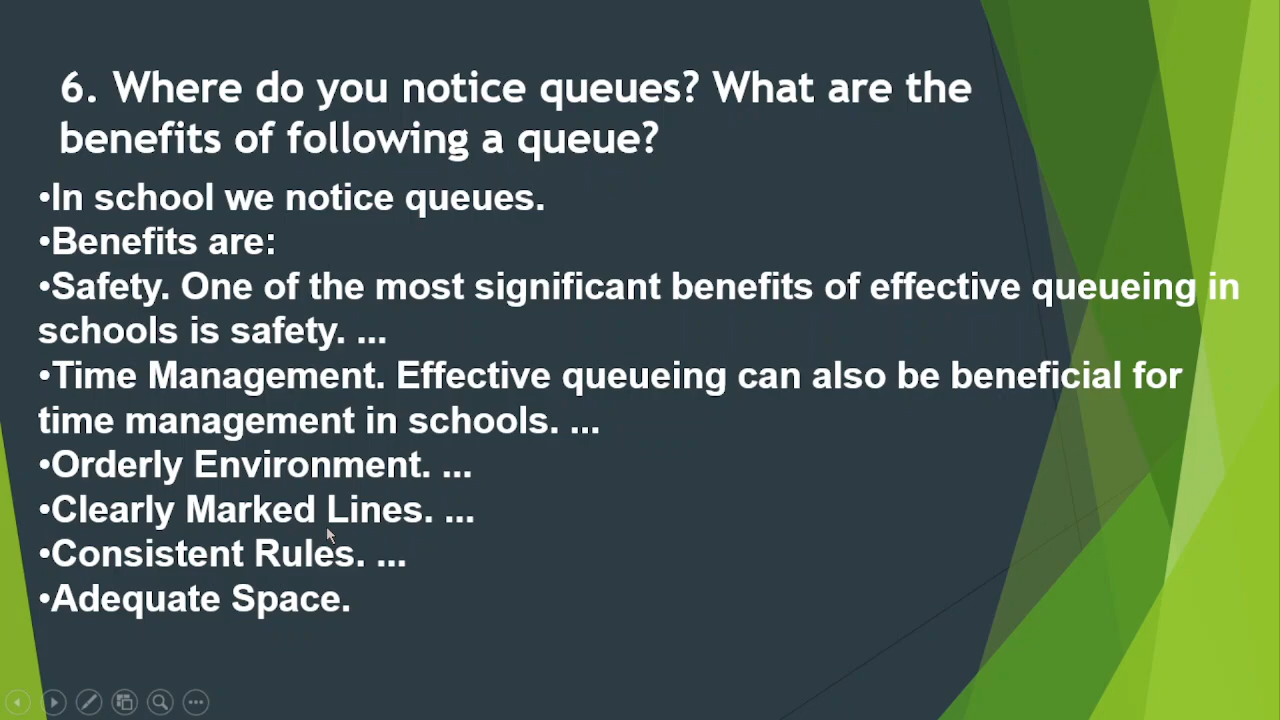 6. Where do you notice queues? What are the
benefits of following a queue?
•In school we notice queues.
•Benefits are:
•Safety. One of the most significant benefits of effective queueing in
schools is safety. ...
•Time Management. Effective queueing can also be beneficial for
time management in schools. ...
•Orderly Environment. ...
•Clearly Marked Lines. ...
•Consistent Rules. ...
•Adequate Space.